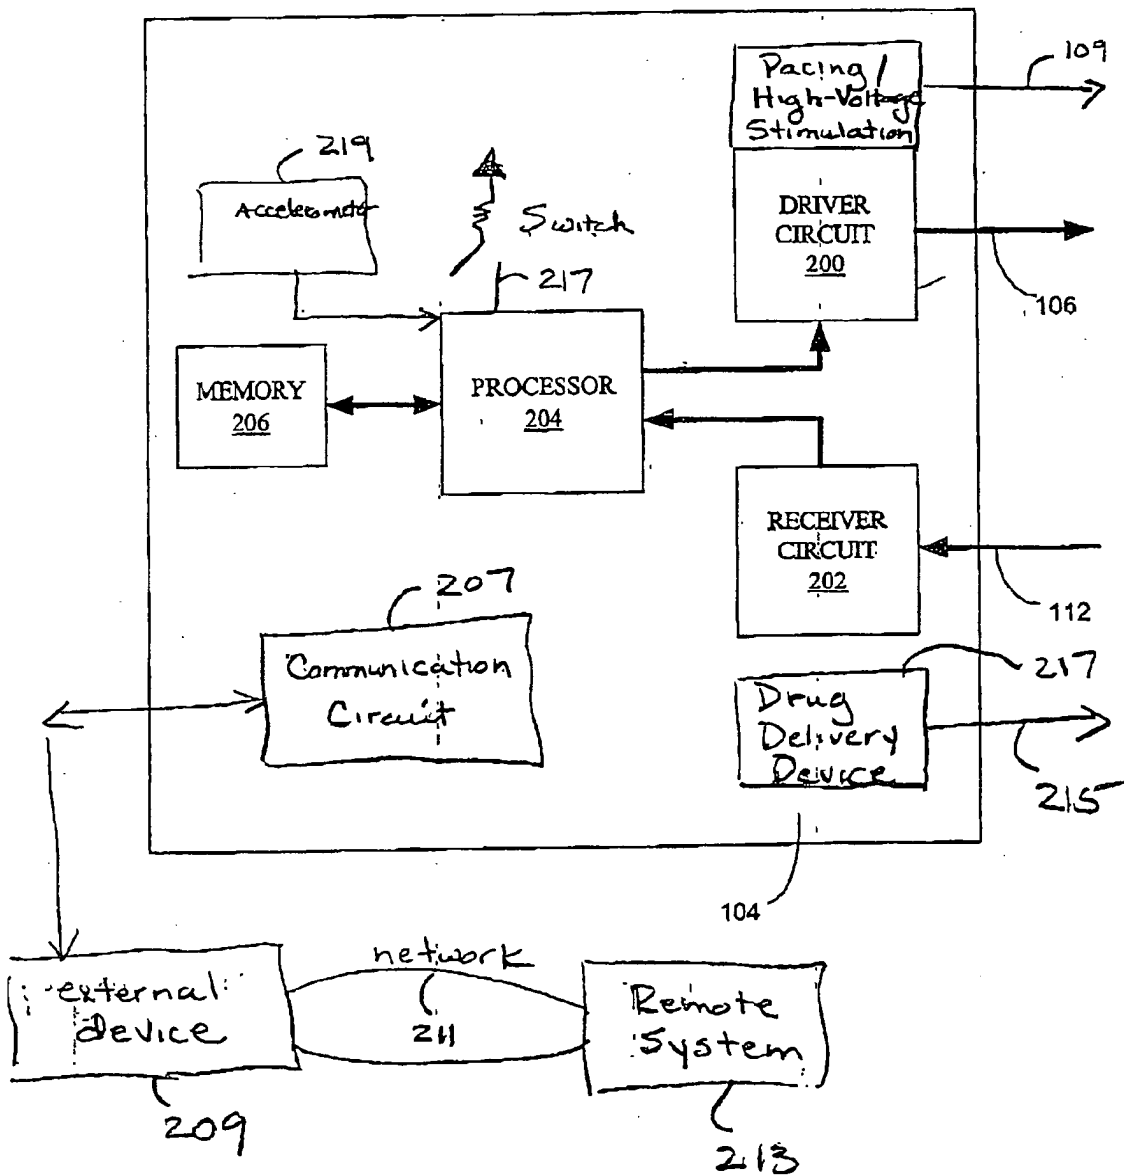 Pacing /
High-Voltage
Stimulation
109
219
Accelerometer
Switch
217
DRIVER
CIRCUIT
200
106
MEMORY
206
PROCESSOR
204
RECEIVER
CIRCUIT
202
112
207
Communication
Circuit
217
Drug
Delivery
Device
215
104
network
211
external
device
Remote
System
209
213